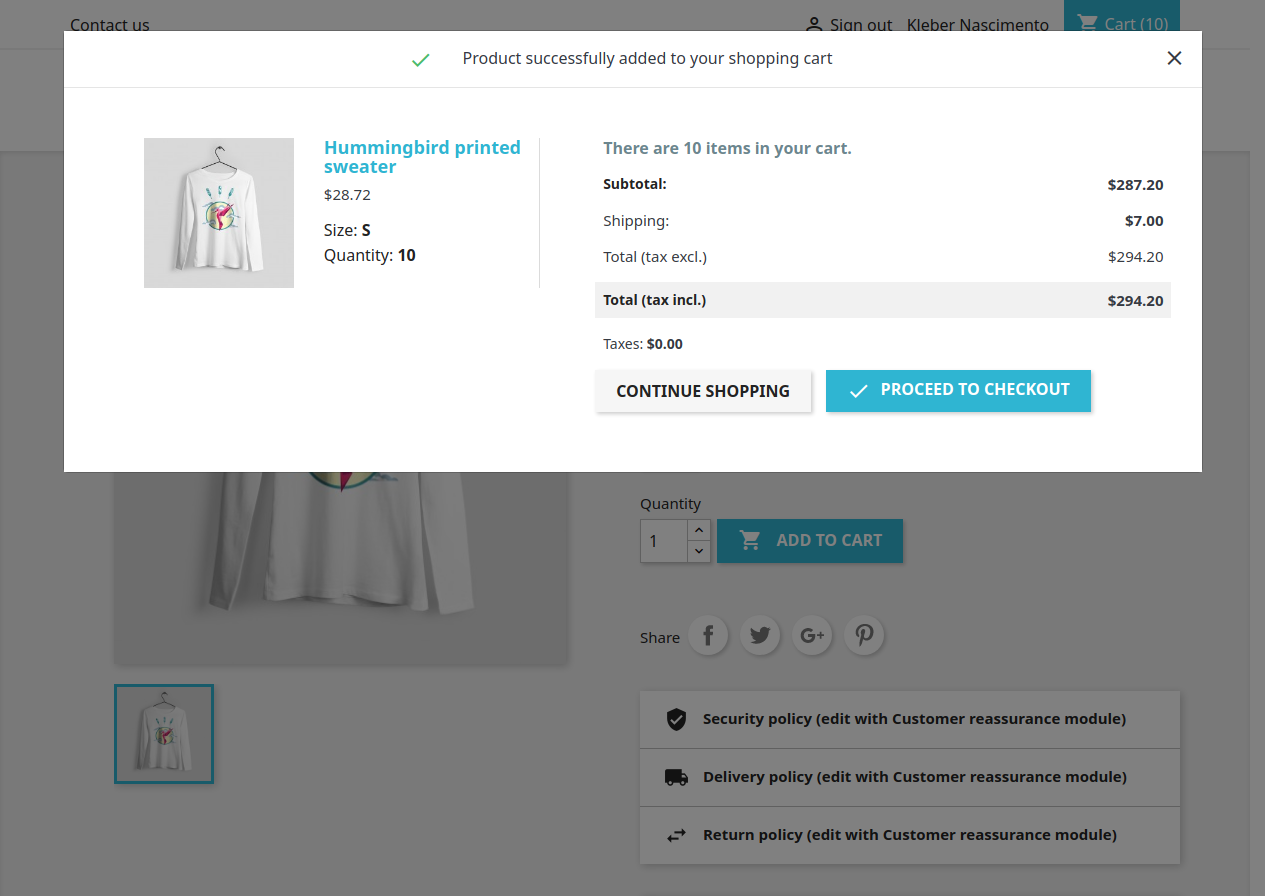 Contact us
Sign out Kleber Nascimento Cart (10)
Product successfully added to your shopping cart
Hummingbird printed
sweater
$28.72
Size: S
Quantity: 10
There are 10 items in your cart.
Subtotal: $287.20
Shipping: $7.00
Total (tax excl.) $294.20
Total (tax incl.) $294.20
Taxes: $0.00
CONTINUE SHOPPING
PROCEED TO CHECKOUT
Quantity
1
ADD TO CART
Share
Security policy (edit with Customer reassurance module)
Delivery policy (edit with Customer reassurance module)
Return policy (edit with Customer reassurance module)